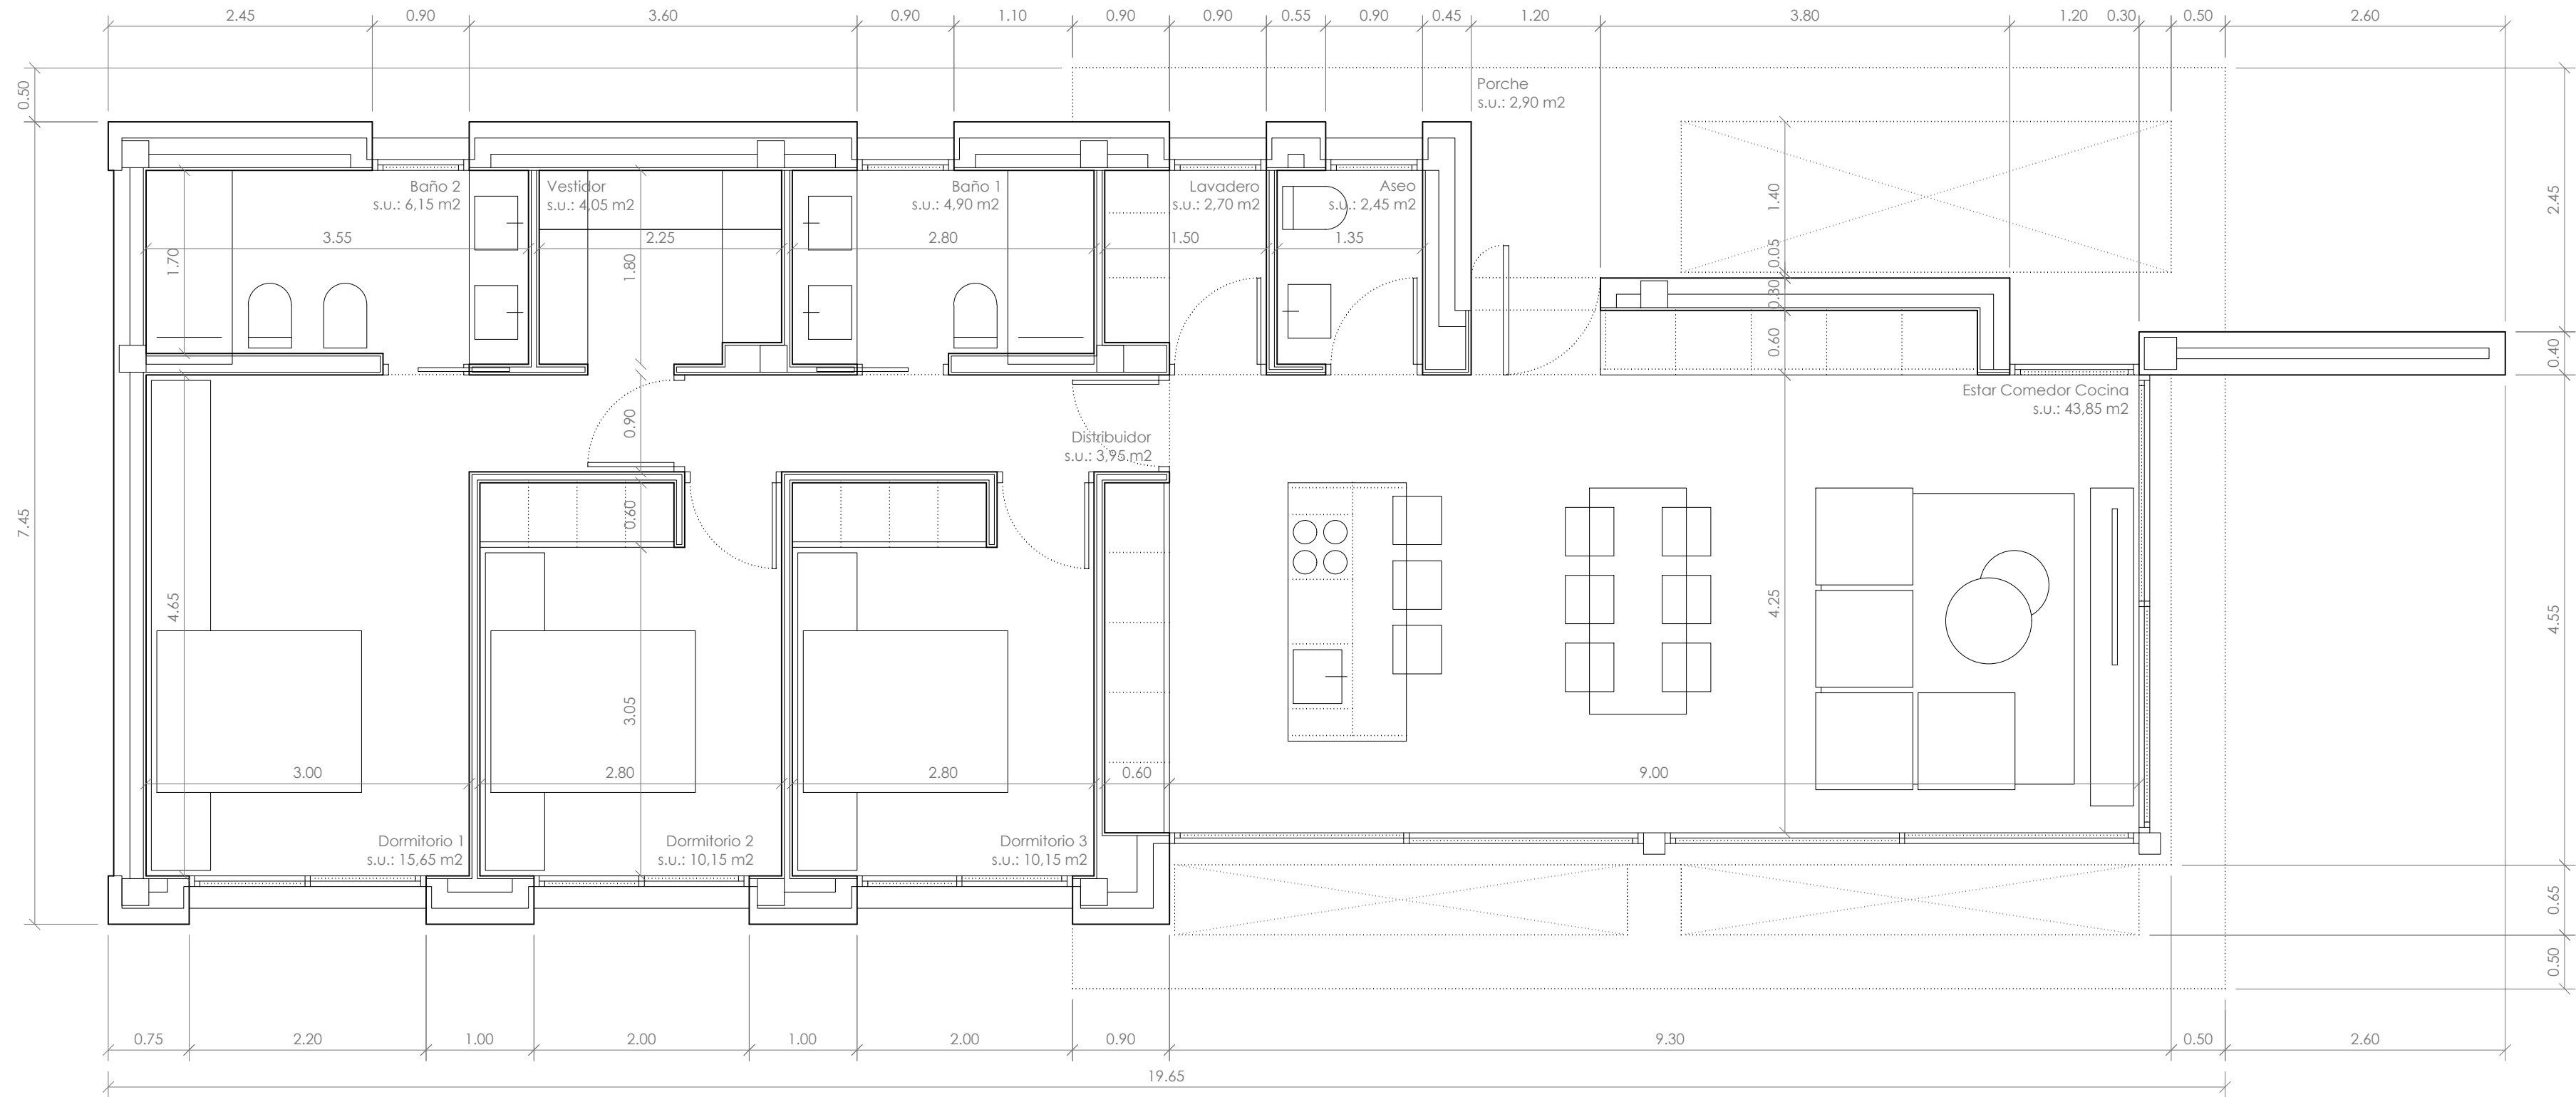 2.45 0.90 3.60 0.90 1.10 0.90 0.90 0.55 0.90 0.45 1.20 3.80 1.20 0.30 0.50 2.60
0.50
7.45
Porche
s.u.: 2,90 m2
Baño 2
s.u.: 6,15 m2
Vestidor
s.u.: 4,05 m2
Baño 1
s.u.: 4,90 m2
Lavadero
s.u.: 2,70 m2
Aseo
s.u.: 2,45 m2
3.55 2.25 2.80 1.50 1.35
1.70
1.80
1.40
0.05
0.30
0.60
2.45
0.40
Estar Comedor Cocina
s.u.: 43,85 m2
0.90
Distribuidor
s.u.: 3,95 m2
0.60
4.65
3.05
4.25
4.55
3.00 2.80 2.80 0.60 9.00
Dormitorio 1
s.u.: 15,65 m2
Dormitorio 2
s.u.: 10,15 m2
Dormitorio 3
s.u.: 10,15 m2
0.65
0.50
0.75 2.20 1.00 2.00 1.00 2.00 0.90 9.30 0.50 2.60
19.65